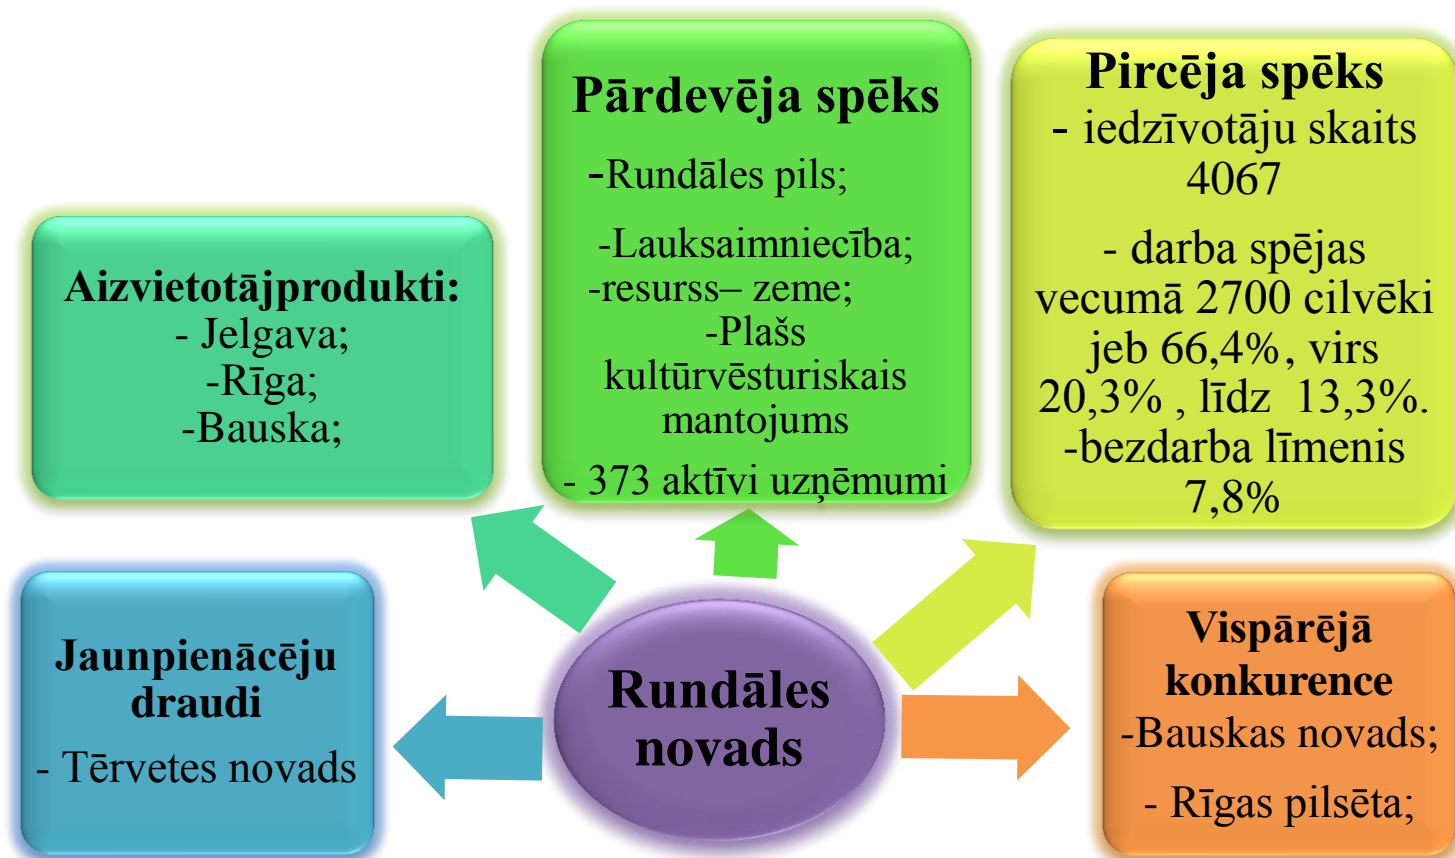 Pārdevēja spēks
-Rundāles pils;
-Lauksaimniecība;
-resurss– zeme;
-Plašs
kultūrvēsturiskais
mantojums
- 373 aktīvi uzņēmumi
Pircēja spēks
- iedzīvotāju skaits
4067
- darba spējas
vecumā 2700 cilvēki
jeb 66,4%, virs
20,3% , līdz 13,3%.
-bezdarba līmenis
7,8%
Aizvietotājprodukti:
- Jelgava;
-Rīga;
-Bauska;
Jaunpienācēju
draudi
- Tērvetes novads
Rundāles
novads
Vispārējā
konkurence
-Bauskas novads;
- Rīgas pilsēta;